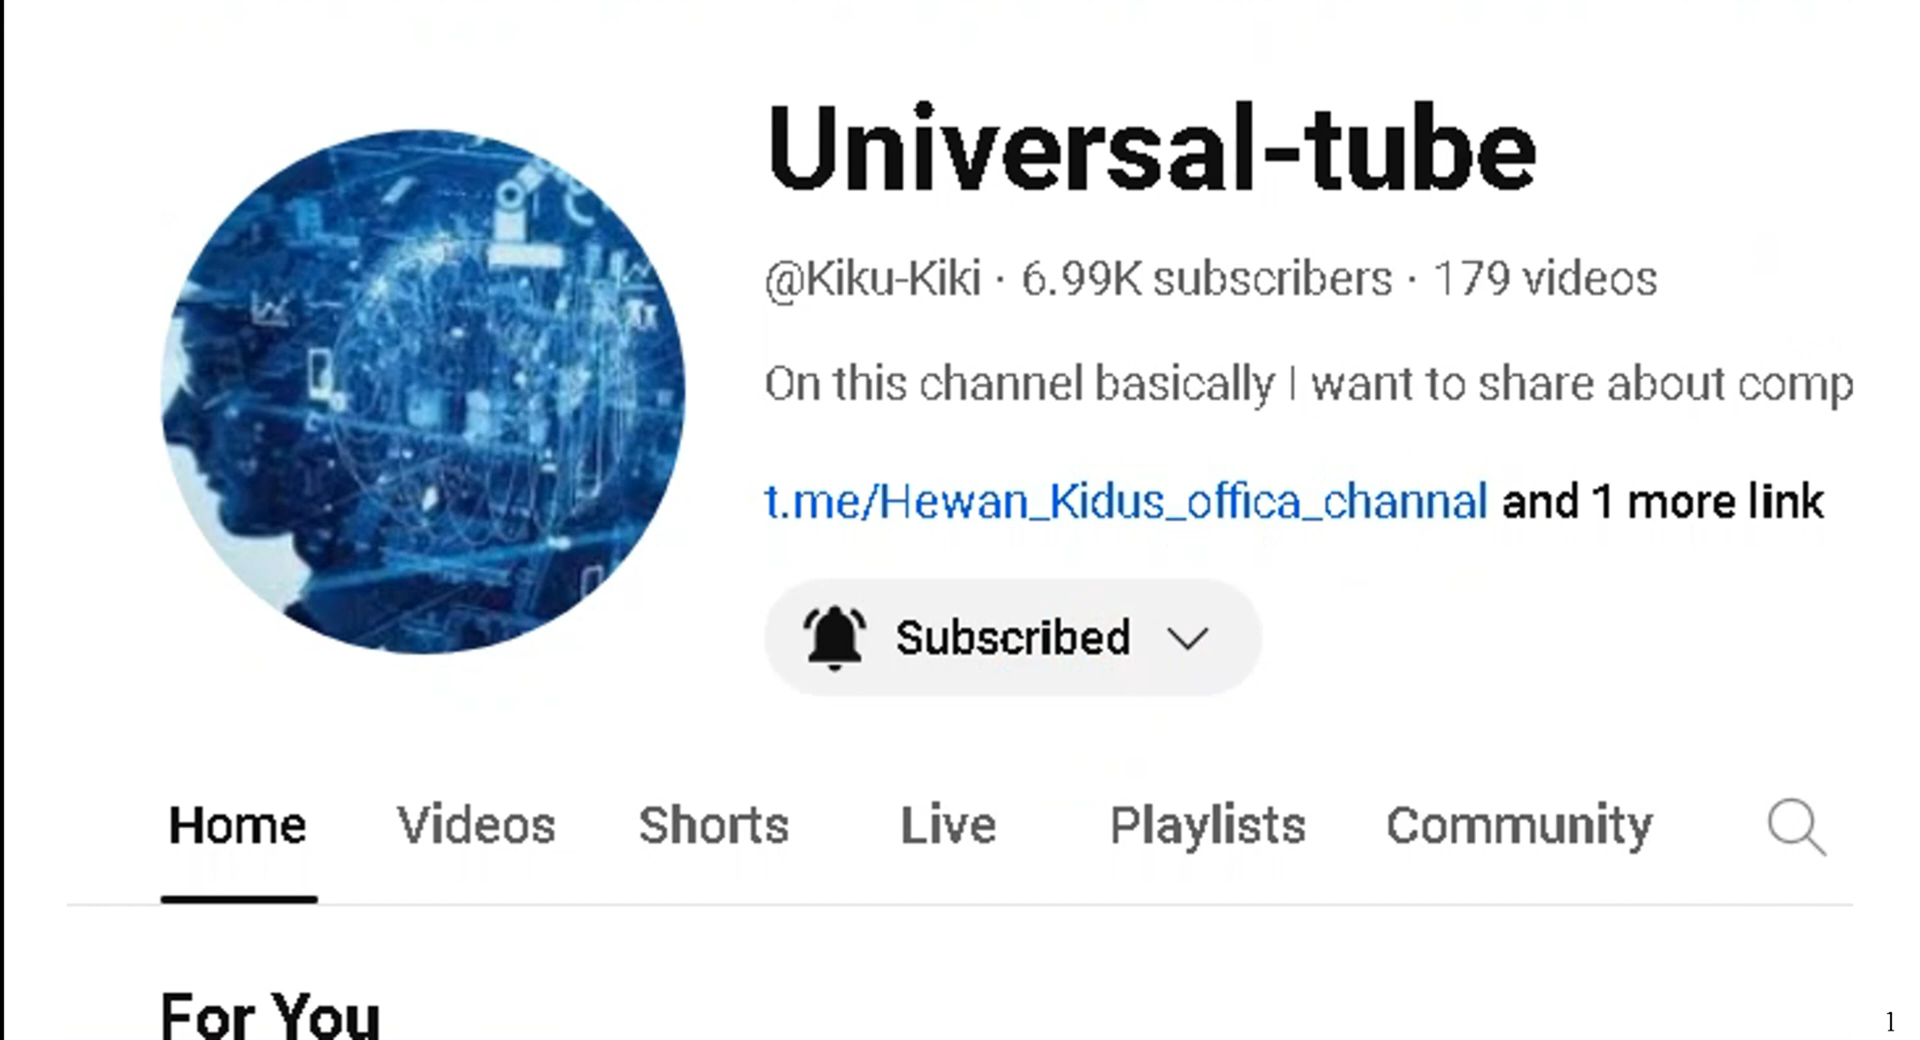 Universal-tube
@Kiku-Kiki · 6.99K subscribers · 179 videos
On this channel basically I want to share about comp
t.me/Hewan_Kidus_offica_channal and 1 more link
Subscribed
Home Videos Shorts Live Playlists Community
For You
1